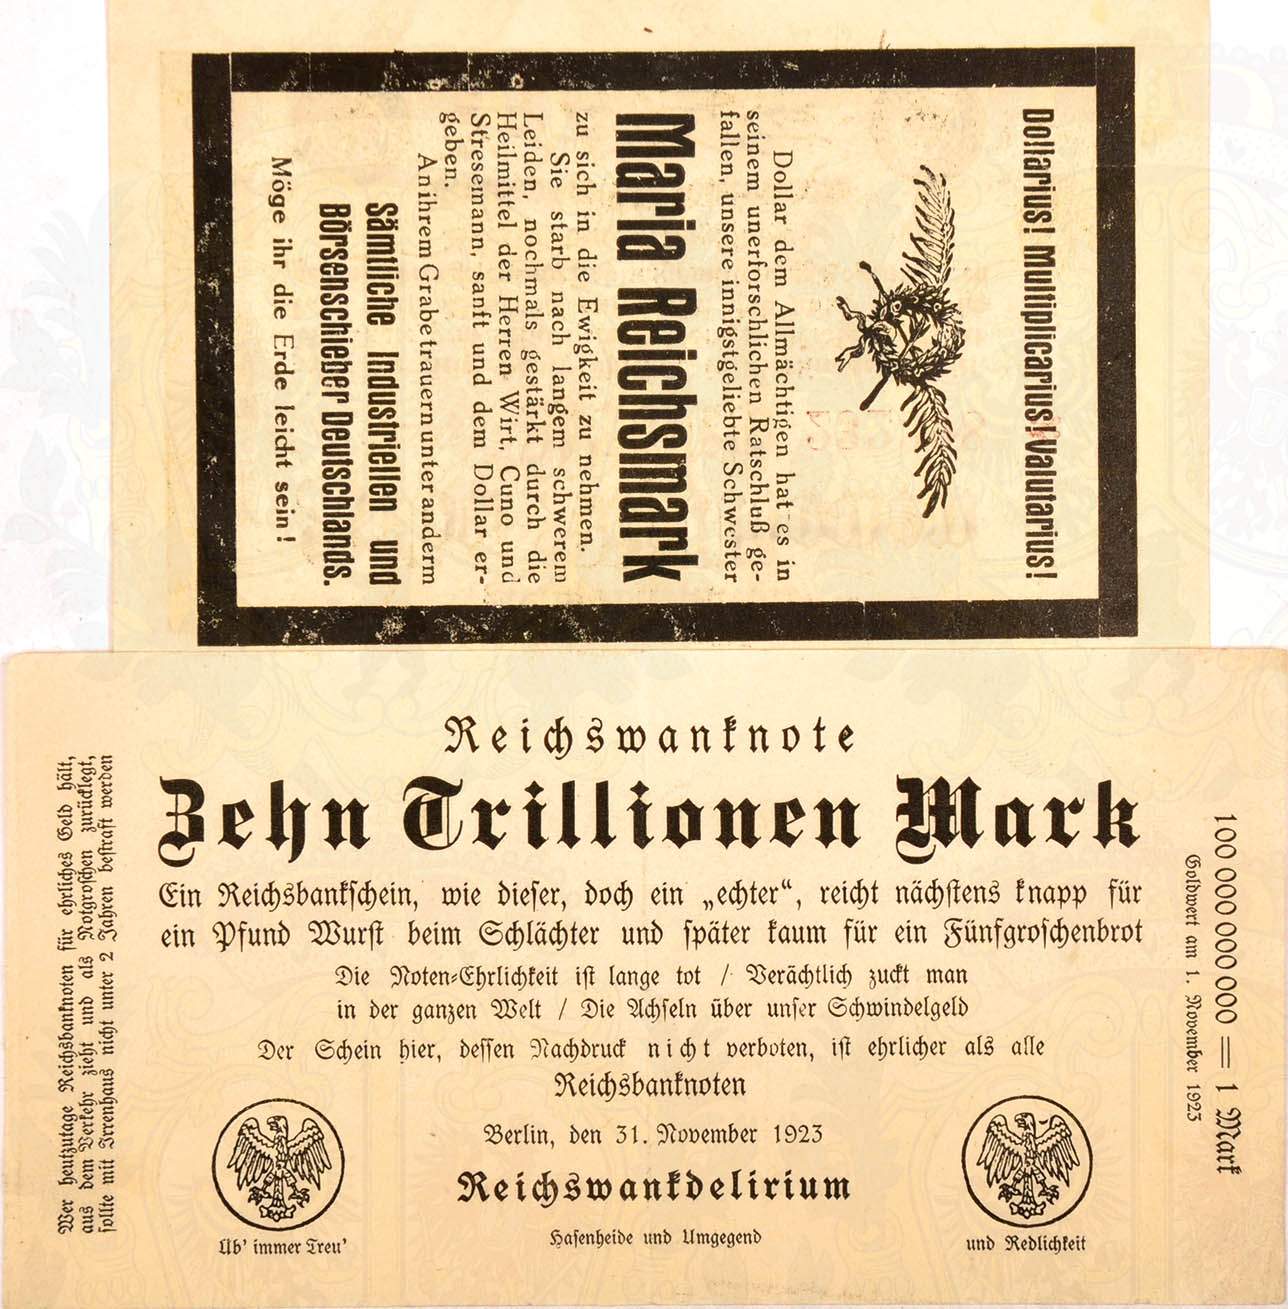 Dollarius! Multiplicarius! Valutarius!
Dollar dem Allmächtigen hat es in
seinem unerforschlichen Ratschluß ge-
fallen, unsere innigstgeliebte Schwester
Maria Reichsmark
zu sich in die Ewigkeit zu nehmen.
Sie starb nach langem schwerem
Leiden, nochmals gestärkt durch die
Heilmittel der Herren Wirt, Cuno und
Stresemann, sanft und dem Dollar er-
geben.
An ihrem Grabe trauern unter anderm
Sämtliche Industriellen und
Börsenschieber Deutschlands.
Möge ihr die Erde leicht sein!
Reichswanknote
Zehn Trillionen Mark
Ein Reichsbankschein, wie dieser, doch ein „echter“, reicht nächstens knapp für
ein Pfund Wurst beim Schlächter und später kaum für ein Fünfgroschenbrot
Die Noten-Ehrlichkeit ist lange tot / Verächtlich zuckt man
in der ganzen Welt / Die Achseln über unser Schwindelgeld
Der Schein hier, dessen Nachdruck nicht verboten, ist ehrlicher als alle
Reichsbanknoten
Berlin, den 31. November 1923
Reichswankdelirium
Hasenheide und Umgegend
Üb' immer Treu'
und Redlichkeit
Wer heutzutage Reichsbanknoten für ehrliches Geld hält,
aus dem Verkehr zieht und als Notgroschen zurücklegt,
sollte mit Irrenhaus nicht unter 2 Jahren bestraft werden
100 000 000 000 = 1 Mark
Goldwert am 1. November 1923